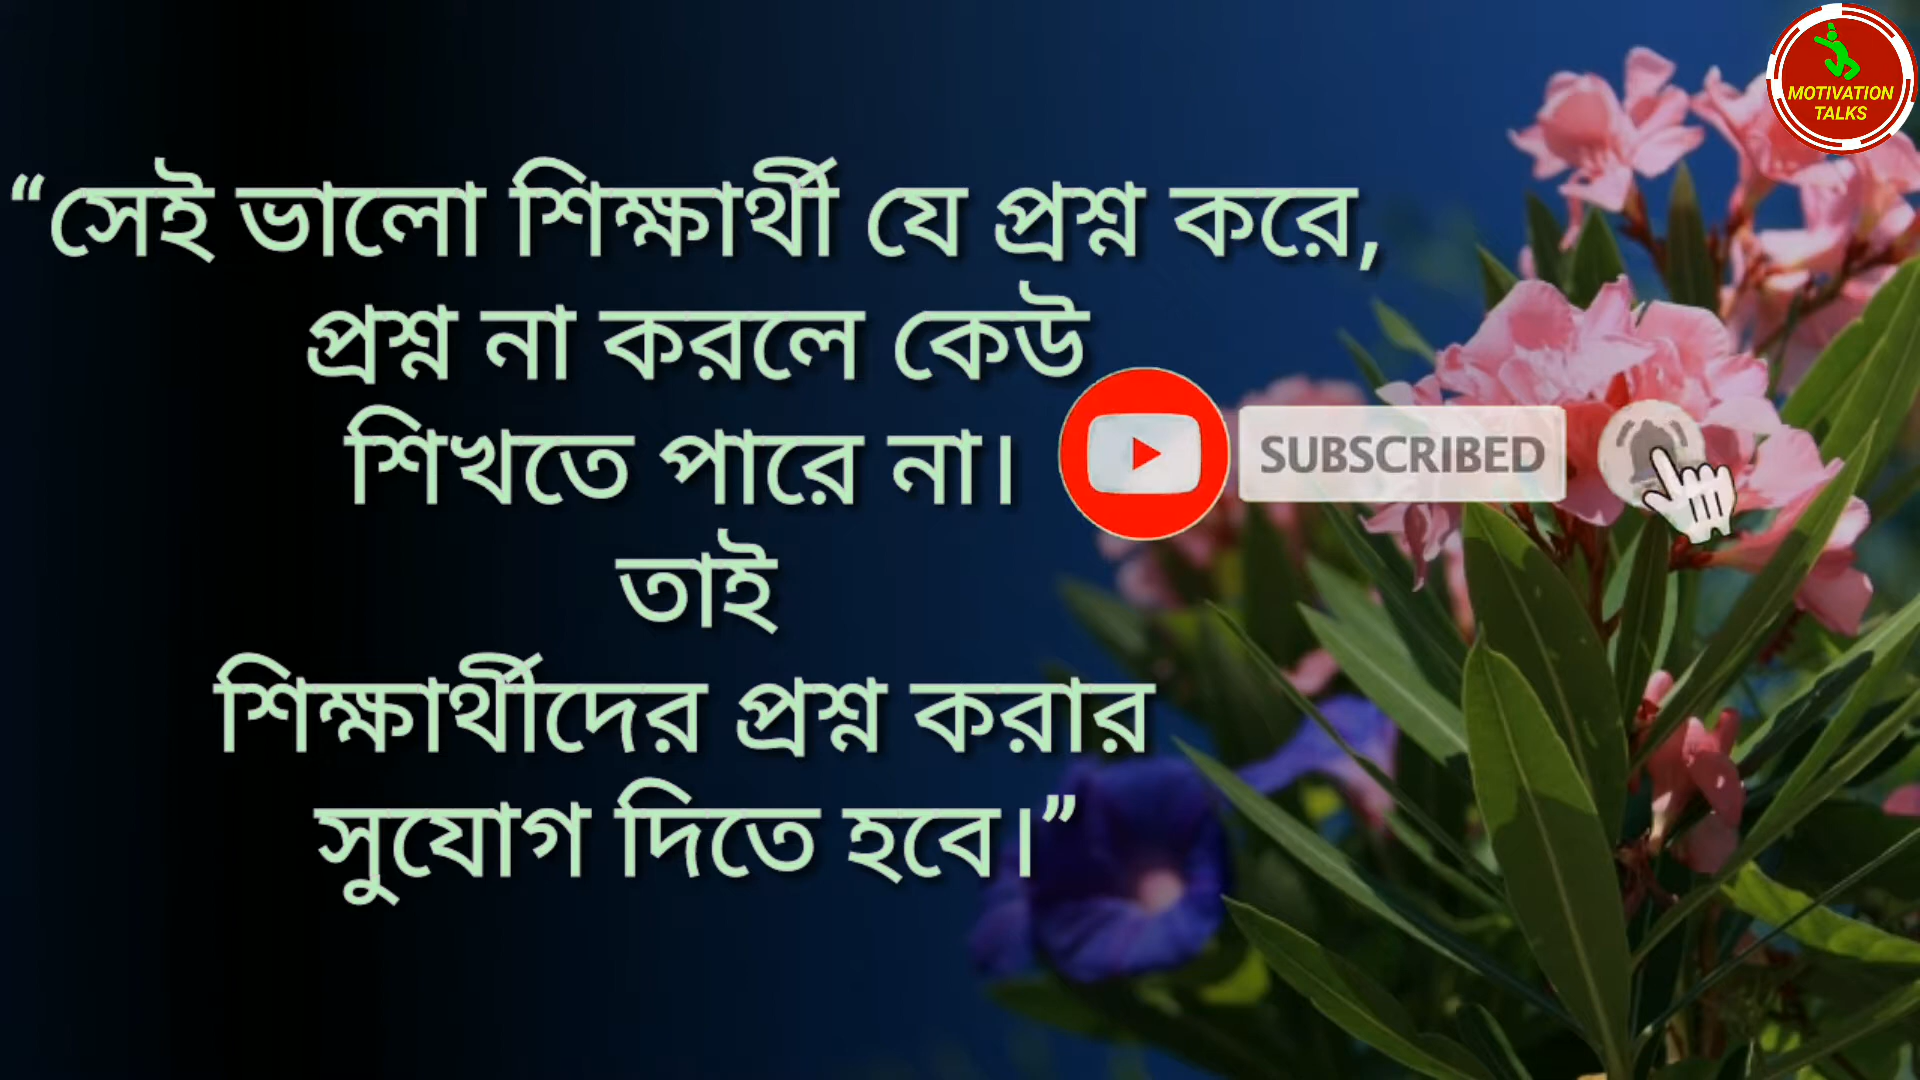 MOTIVATION
TALKS
“সেই ভালো শিক্ষার্থী যে প্রশ্ন করে,
প্রশ্ন না করলে কেউ
শিখতে পারে না।
SUBSCRIBED
তাই
শিক্ষার্থীদের প্রশ্ন করার
সুযোগ দিতে হবে।”